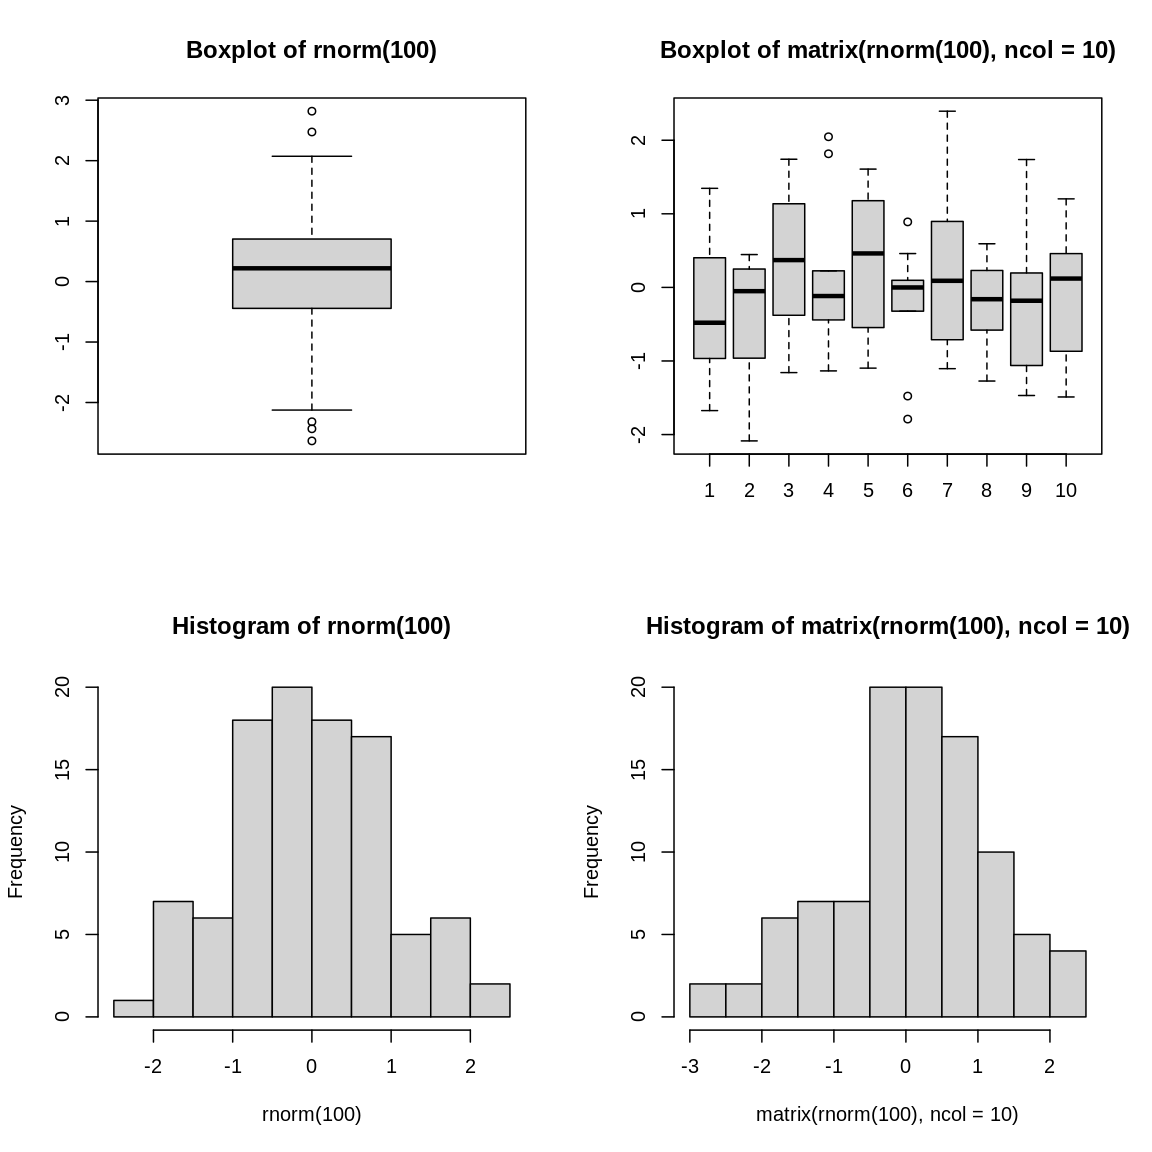 Boxplot of rnorm(100)
3
2
1
0
-1
-2
Boxplot of matrix(rnorm(100), ncol = 10)
2
1
0
-1
-2
1 2 3 4 5 6 7 8 9 10
Histogram of rnorm(100)
Frequency
20
15
10
5
0
-2 -1 0 1 2
rnorm(100)
Histogram of matrix(rnorm(100), ncol = 10)
Frequency
20
15
10
5
0
-3 -2 -1 0 1 2
matrix(rnorm(100), ncol = 10)